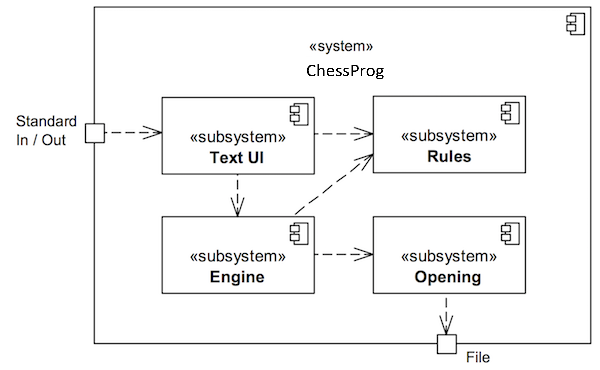 «system»
ChessProg
Standard
In / Out
«subsystem»
Text UI
«subsystem»
Rules
«subsystem»
Engine
«subsystem»
Opening
File